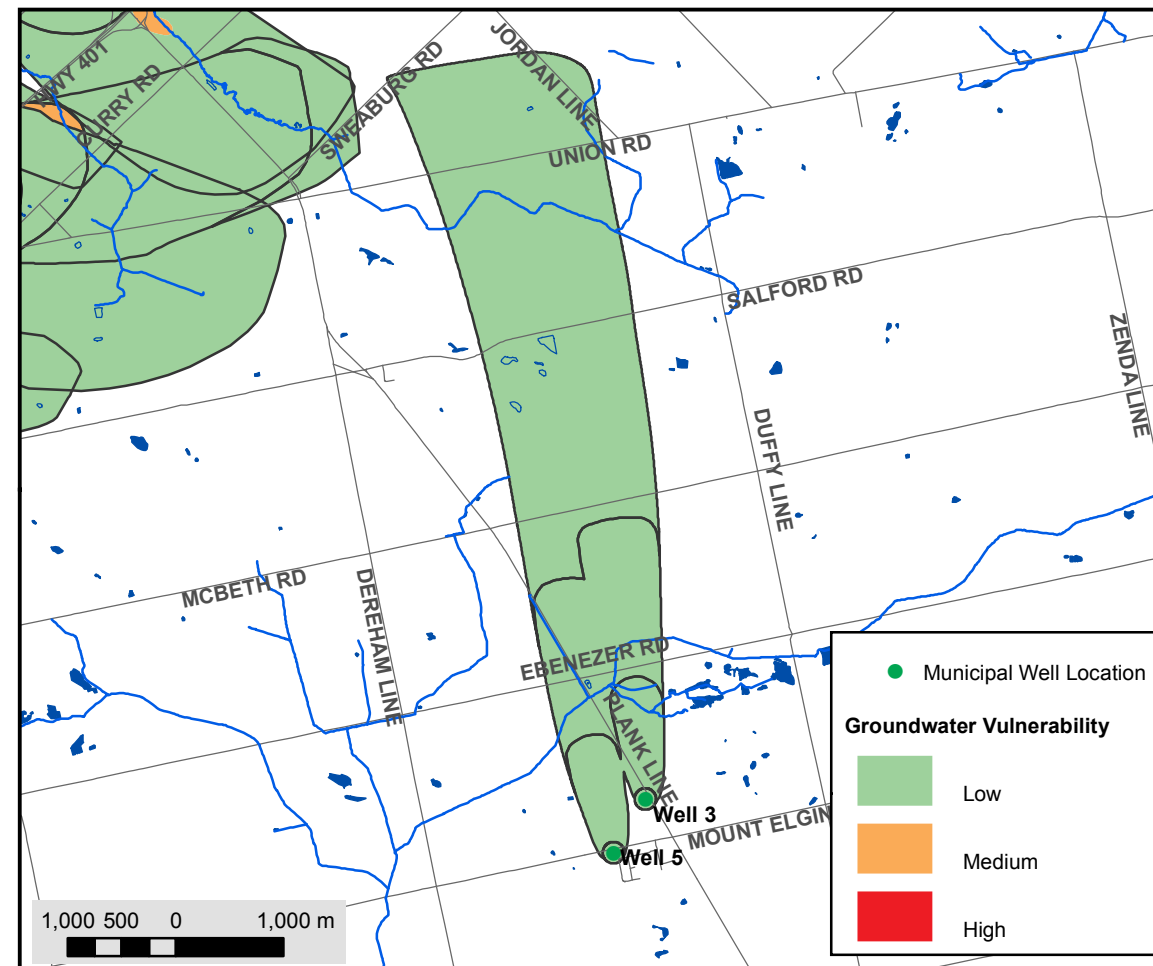 HWY 401
CURRY RD
SWEABURG RD
JORDAN LINE
UNION RD
SALFORD RD
ZENDA LINE
DUFFY LINE
MCBETH RD
DEREHAM LINE
EBENEZER RD
PLANK LINE
Well 3
MOUNT ELGIN
Well 5
Municipal Well Location
Groundwater Vulnerability
Low
Medium
High
1,000 500 0 1,000 m